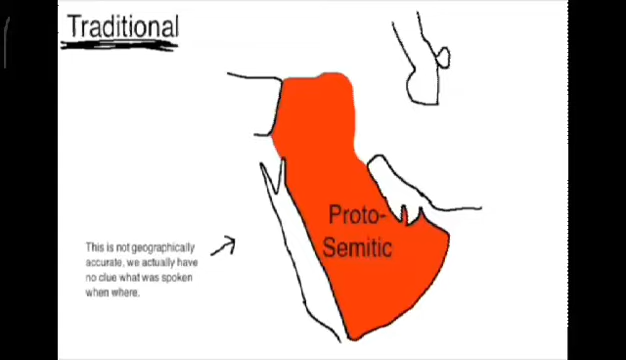 Traditional
Proto-
Semitic
This is not geographically
accurate, we actually have
no clue what was spoken
when where.